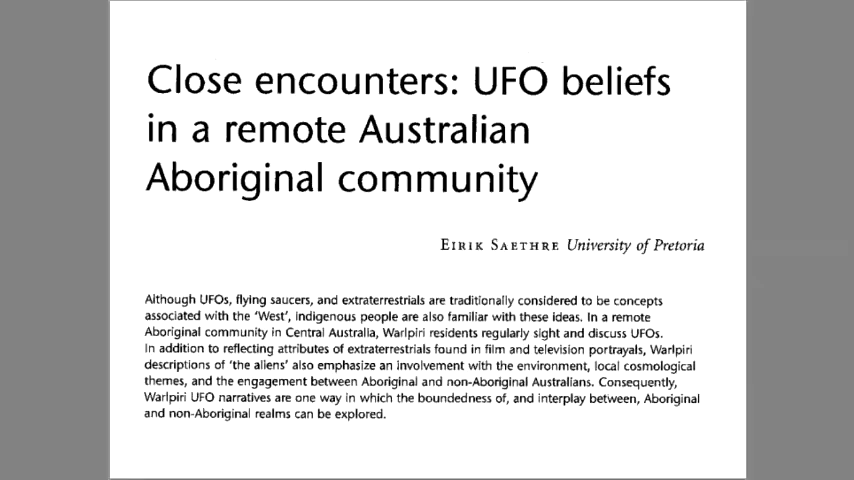 Close encounters: UFO beliefs
in a remote Australian
Aboriginal community
EIRIK SAETHRE University of Pretoria
Although UFOs, flying saucers, and extraterrestrials are traditionally considered to be concepts
associated with the ‘West’, indigenous people are also familiar with these ideas. In a remote
Aboriginal community in Central Australia, Warlpiri residents regularly sight and discuss UFOs.
In addition to reflecting attributes of extraterrestrials found in film and television portrayals, Warlpiri
descriptions of ‘the aliens’ also emphasize an involvement with the environment, local cosmological
themes, and the engagement between Aboriginal and non-Aboriginal Australians. Consequently,
Warlpiri UFO narratives are one way in which the boundedness of, and interplay between, Aboriginal
and non-Aboriginal realms can be explored.